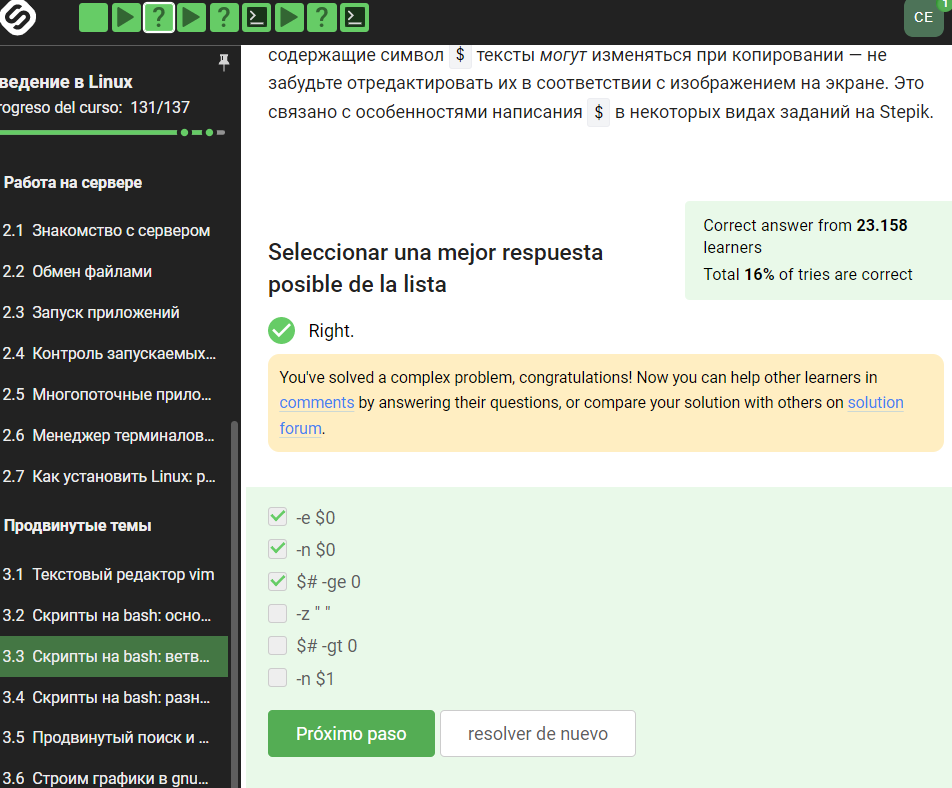 CE
1
ведение в Linux
rogreso del curso: 131/137
Работа на сервере
2.1 Знакомство с сервером
2.2 Обмен файлами
2.3 Запуск приложений
2.4 Контроль запускаемых...
2.5 Многопоточные прило...
2.6 Менеджер терминалов...
2.7 Как установить Linux: р...
Продвинутые темы
3.1 Текстовый редактор vim
3.2 Скрипты на bash: осно...
3.3 Скрипты на bash: ветв...
3.4 Скрипты на bash: разн...
3.5 Продвинутый поиск и ...
3.6 Строим графики в gnu...
содержащие символ $ тексты могут изменяться при копировании — не
забудьте отредактировать их в соответствии с изображением на экране. Это
связано с особенностями написания $ в некоторых видах заданий на Stepik.
Correct answer from 23.158
learners
Total 16% of tries are correct
Seleccionar una mejor respuesta
posible de la lista
Right.
You've solved a complex problem, congratulations! Now you can help other learners in
comments by answering their questions, or compare your solution with others on solution
forum.
-e $0
-n $0
$# -ge 0
-z " "
$# -gt 0
-n $1
Próximo paso
resolver de nuevo